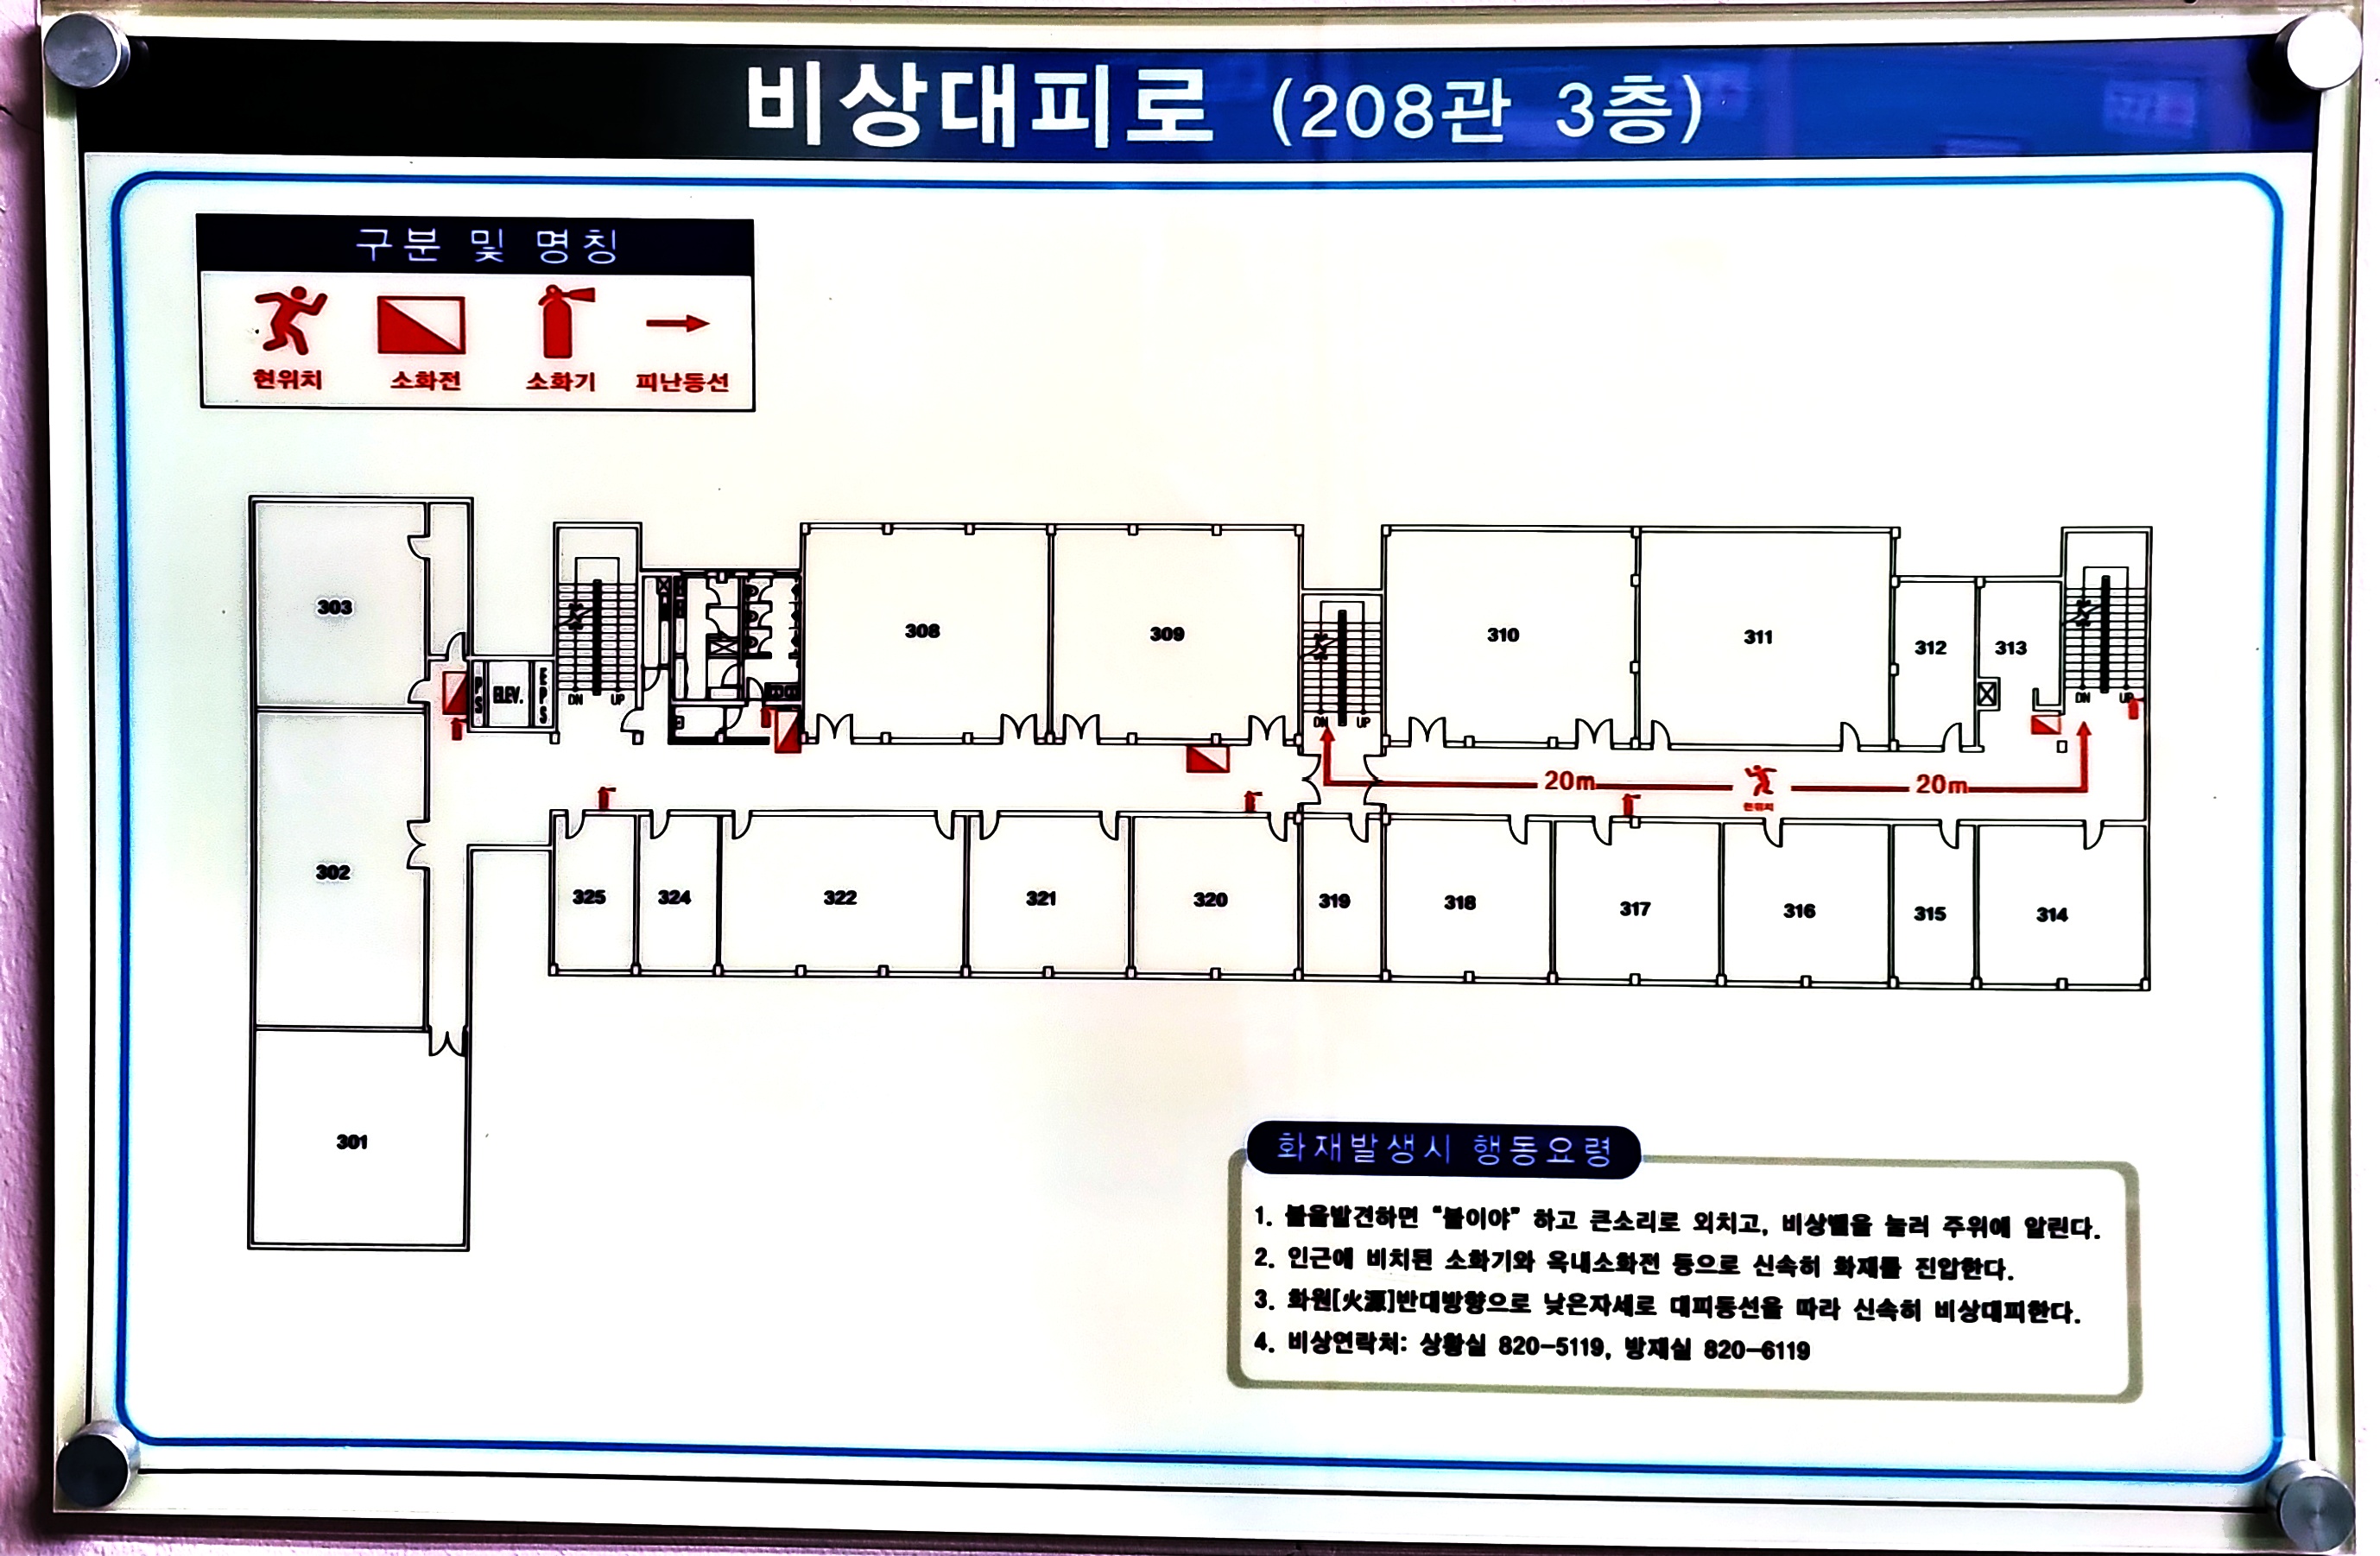 비상대피로 (208관 3층)
구분 및 명칭
현위치 소화전 소화기 피난동선
303
308 309 310 311 312 313
PS ELEV. EPS
DN UP
DN UP
DN UP
20m 현위치 20m
302
325 324 322 321 320 319 318 317 316 315 314
301
화재발생시 행동요령
1. 불을발견하면 “불이야” 하고 큰소리로 외치고, 비상벨을 눌러 주위에 알린다.
2. 인근에 비치된 소화기와 옥내소화전 등으로 신속히 화재를 진압한다.
3. 화원[火源]반대방향으로 낮은자세로 대피동선을 따라 신속히 비상대피한다.
4. 비상연락처: 상황실 820-5119, 방재실 820-6119